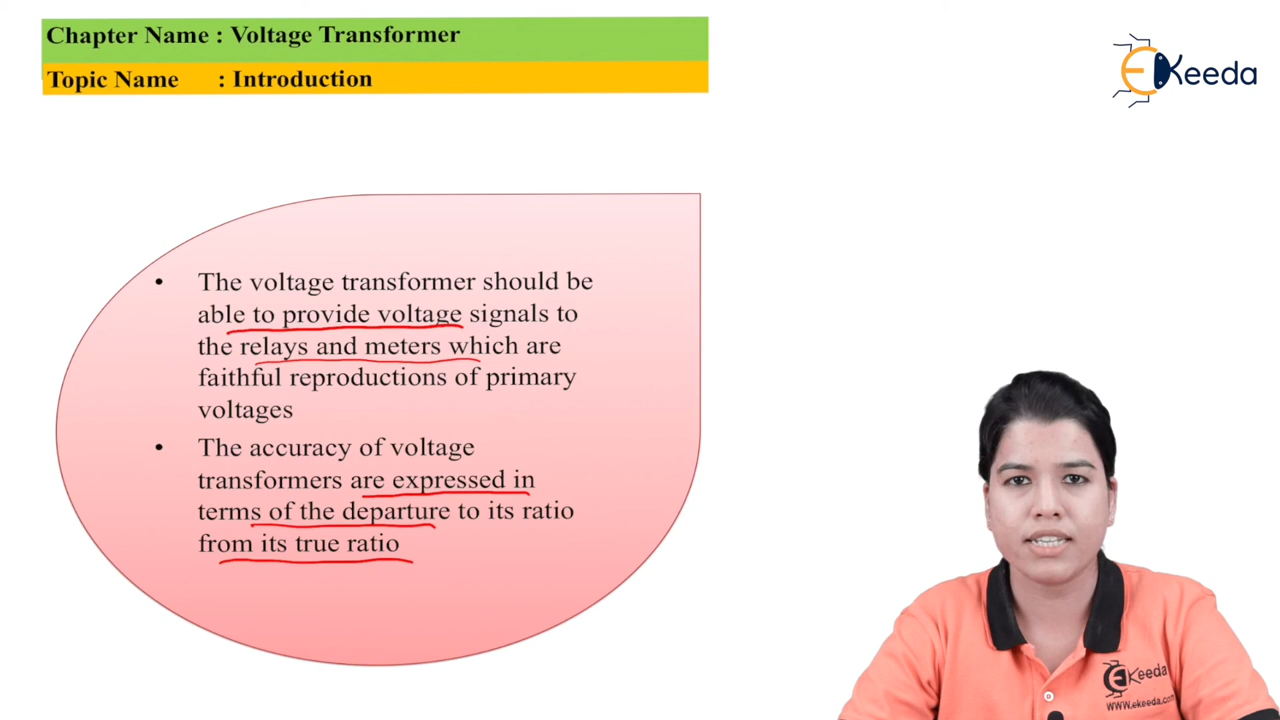 Chapter Name : Voltage Transformer
Topic Name : Introduction
EKeeda
• The voltage transformer should be
able to provide voltage signals to
the relays and meters which are
faithful reproductions of primary
voltages
• The accuracy of voltage
transformers are expressed in
terms of the departure to its ratio
from its true ratio
EKeeda
www.ekeeda.com